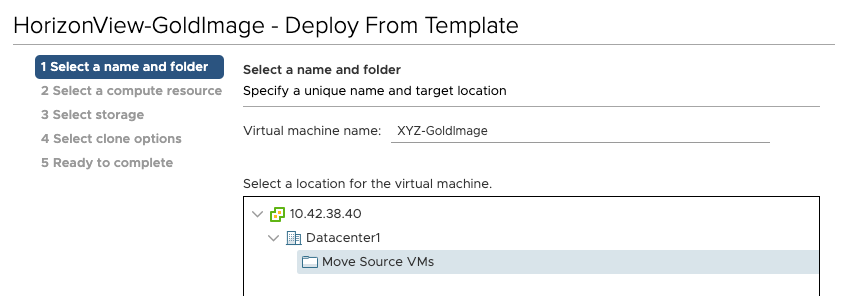 HorizonView-GoldImage - Deploy From Template
1 Select a name and folder
2 Select a compute resource
3 Select storage
4 Select clone options
5 Ready to complete
Select a name and folder
Specify a unique name and target location
Virtual machine name: XYZ-GoldImage
Select a location for the virtual machine.
10.42.38.40
Datacenter1
Move Source VMs